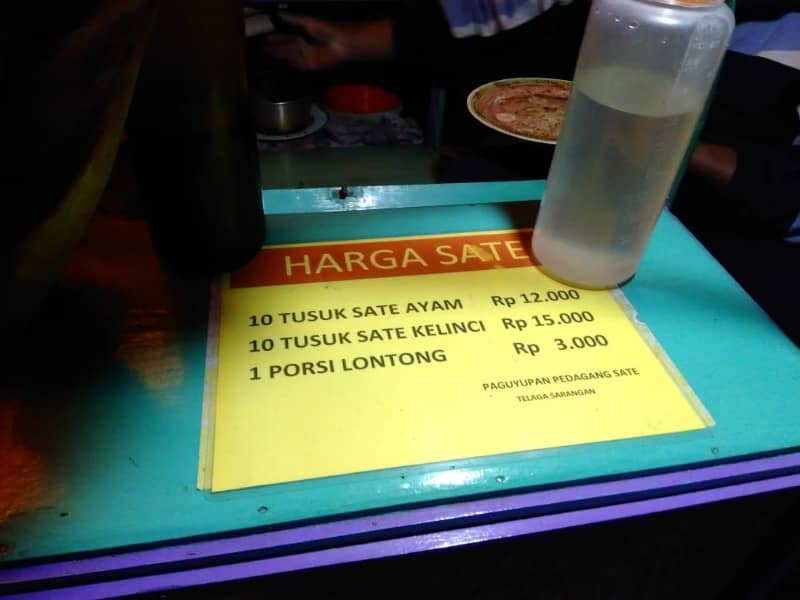 HARGA SATE
10 TUSUK SATE AYAM Rp 12.000
10 TUSUK SATE KELINCI Rp 15.000
1 PORSI LONTONG Rp 3.000
PAGUYUPAN PEDAGANG SATE
TELAGA SARANGAN